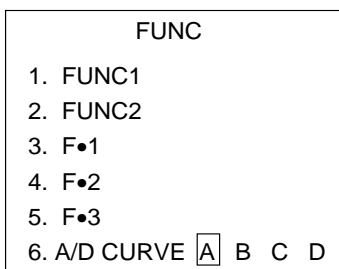 FUNC
1. FUNC1
2. FUNC2
3. F●1
4. F●2
5. F●3
6. A/D CURVE A B C D